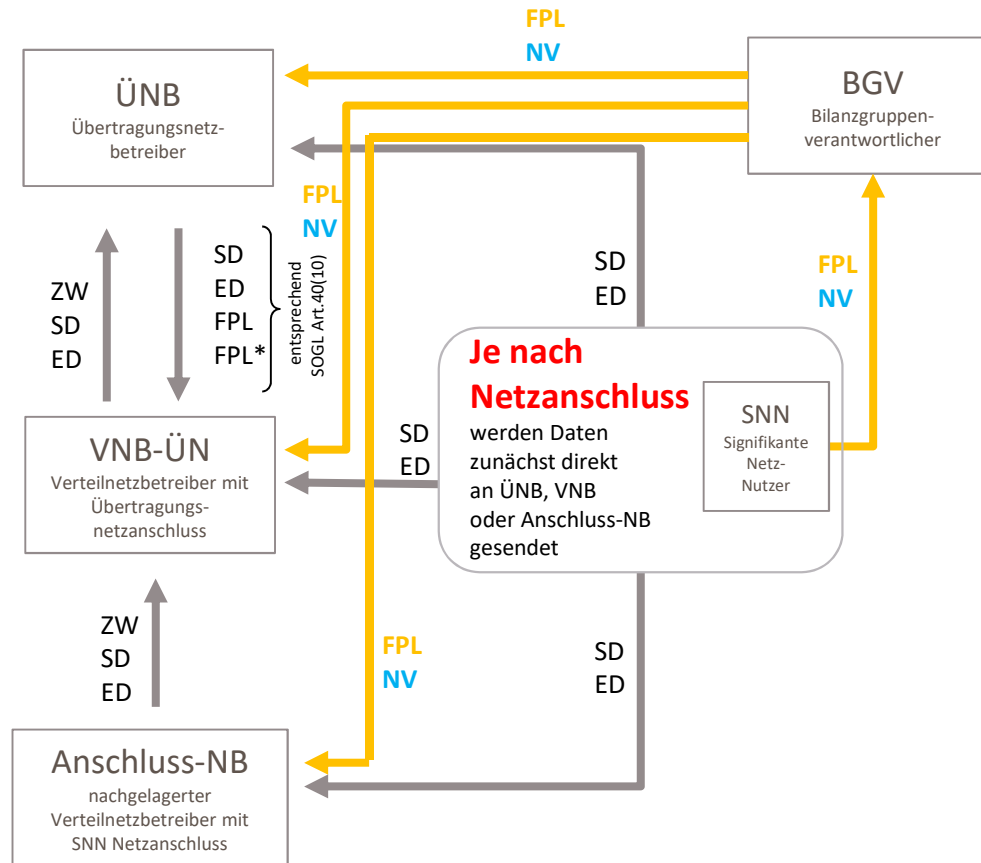 FPL
NV
ÜNB
Übertragungsnetz-
betreiber
BGV
Bilanzgruppen-
verantwortlicher
FPL
NV
SD
ED
FPL
FPL*
entsprechend
SOGL Art.40(10)
ZW
SD
ED
SD
ED
FPL
NV
Je nach
Netzanschluss
werden Daten
zunächst direkt
an ÜNB, VNB
oder Anschluss-NB
gesendet
SNN
Signifikante
Netz-
Nutzer
SD
ED
VNB-ÜN
Verteilnetzbetreiber mit
Übertragungs-
netzanschluss
ZW
SD
ED
FPL
NV
SD
ED
Anschluss-NB
nachgelagerter
Verteilnetzbetreiber mit
SNN Netzanschluss